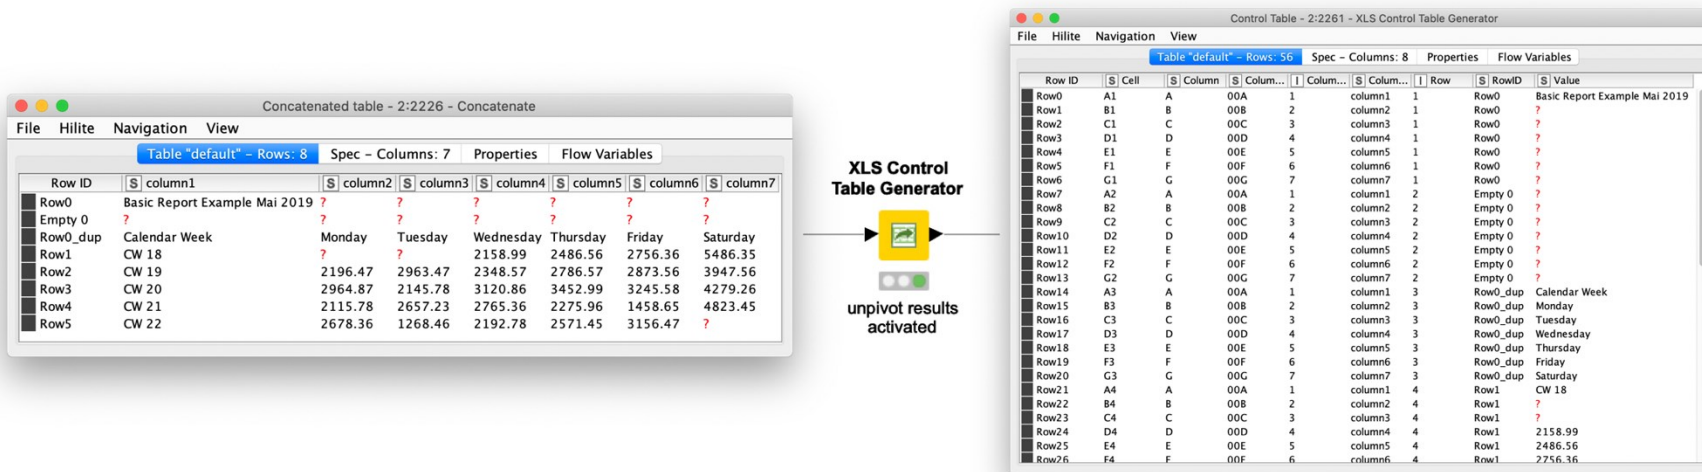 Concatenated table - 2:2226 - Concatenate
File Hilite Navigation View
Table "default" - Rows: 8 Spec - Columns: 7 Properties Flow Variables
Row ID S column1 S column2 S column3 S column4 S column5 S column6 S column7
Row0 Basic Report Example Mai 2019 ? ? ? ? ? ?
Empty 0 ? ? ? ? ? ? ?
Row0_dup Calendar Week Monday Tuesday Wednesday Thursday Friday Saturday
Row1 CW 18 ? ? 2158.99 2486.56 2756.36 5486.35
Row2 CW 19 2196.47 2963.47 2348.57 2786.57 2873.56 3947.56
Row3 CW 20 2964.87 2145.78 3120.86 3452.99 3245.58 4279.26
Row4 CW 21 2115.78 2657.23 2765.36 2275.96 1458.65 4823.45
Row5 CW 22 2678.36 1268.46 2192.78 2571.45 3156.47 ?
XLS Control
Table Generator
unpivot results
activated
Control Table - 2:2261 - XLS Control Table Generator
File Hilite Navigation View
Table "default" - Rows: 56 Spec - Columns: 8 Properties Flow Variables
Row ID S Cell S Column S Colum... I Colum... S Colum... I Row S RowID S Value
Row0 A1 A 00A 1 column1 1 Row0 Basic Report Example Mai 2019
Row1 B1 B 00B 2 column2 1 Row0 ?
Row2 C1 C 00C 3 column3 1 Row0 ?
Row3 D1 D 00D 4 column4 1 Row0 ?
Row4 E1 E 00E 5 column5 1 Row0 ?
Row5 F1 F 00F 6 column6 1 Row0 ?
Row6 G1 G 00G 7 column7 1 Row0 ?
Row7 A2 A 00A 1 column1 2 Empty 0 ?
Row8 B2 B 00B 2 column2 2 Empty 0 ?
Row9 C2 C 00C 3 column3 2 Empty 0 ?
Row10 D2 D 00D 4 column4 2 Empty 0 ?
Row11 E2 E 00E 5 column5 2 Empty 0 ?
Row12 F2 F 00F 6 column6 2 Empty 0 ?
Row13 G2 G 00G 7 column7 2 Empty 0 ?
Row14 A3 A 00A 1 column1 3 Row0_dup Calendar Week
Row15 B3 B 00B 2 column2 3 Row0_dup Monday
Row16 C3 C 00C 3 column3 3 Row0_dup Tuesday
Row17 D3 D 00D 4 column4 3 Row0_dup Wednesday
Row18 E3 E 00E 5 column5 3 Row0_dup Thursday
Row19 F3 F 00F 6 column6 3 Row0_dup Friday
Row20 G3 G 00G 7 column7 3 Row0_dup Saturday
Row21 A4 A 00A 1 column1 4 Row1 CW 18
Row22 B4 B 00B 2 column2 4 Row1 ?
Row23 C4 C 00C 3 column3 4 Row1 ?
Row24 D4 D 00D 4 column4 4 Row1 2158.99
Row25 E4 E 00E 5 column5 4 Row1 2486.56
Row26 F4 F 00F 6 column6 4 Row1 2756.36